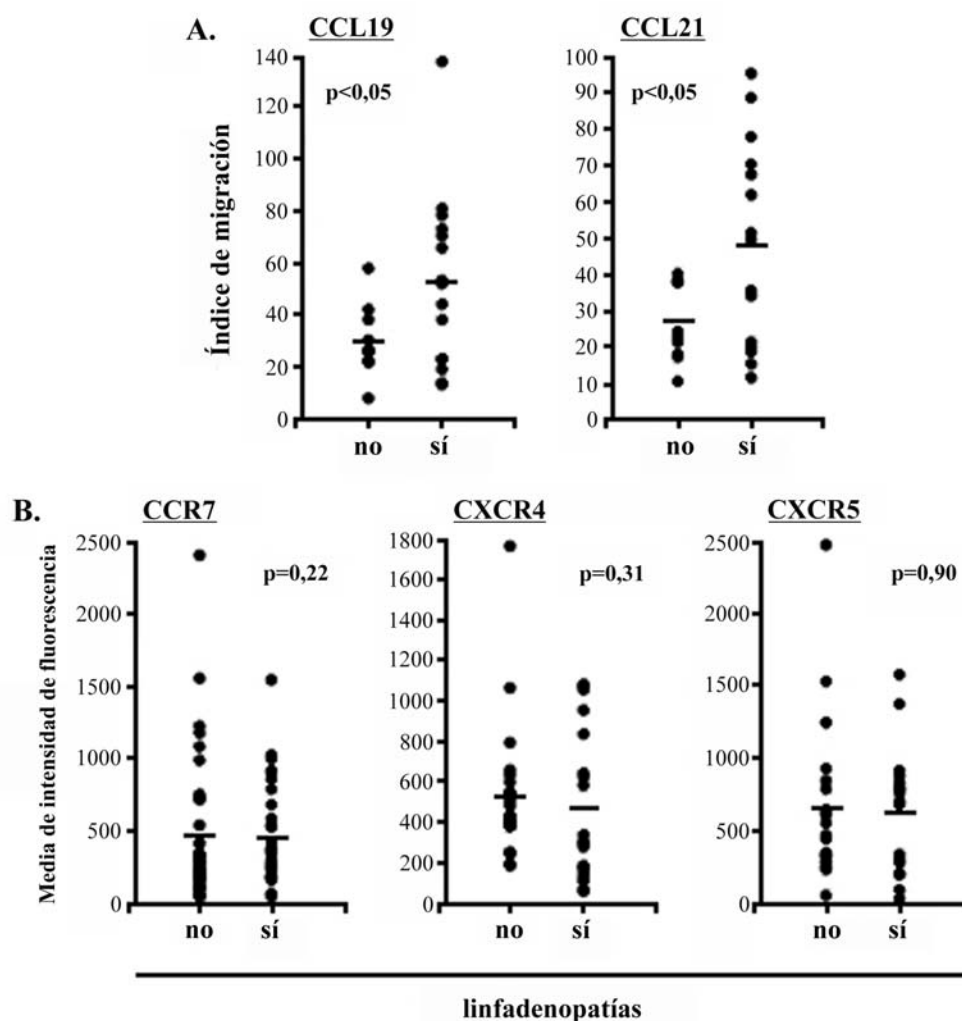 A.
CCL19
CCL21
Índice de migración
140
120
140
80
60
40
20
0
p<0,05
no sí
100
90
80
70
60
50
40
30
20
10
0
p<0,05
no sí
B.
CCR7
CXCR4
CXCR5
Media de intensidad de fluorescencia
2500
2000
1500
1000
500
0
p=0,22
no sí
1800
1600
1400
1200
1000
800
600
400
200
0
p=0,31
no sí
2500
2000
1500
1000
500
0
p=0,90
no sí
linfadenopatías